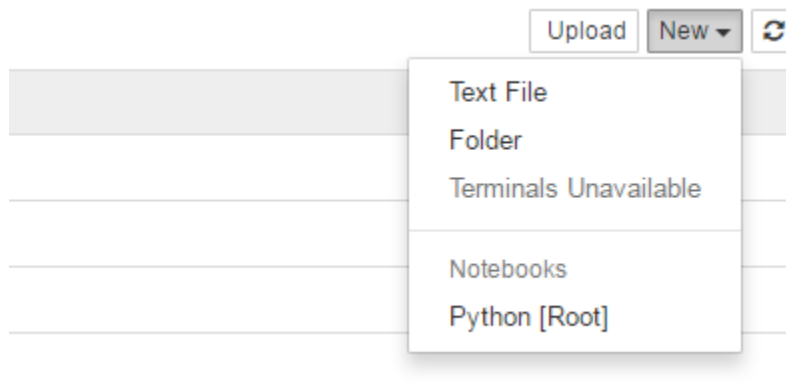 Upload New
Text File
Folder
Terminals Unavailable
Notebooks
Python [Root]